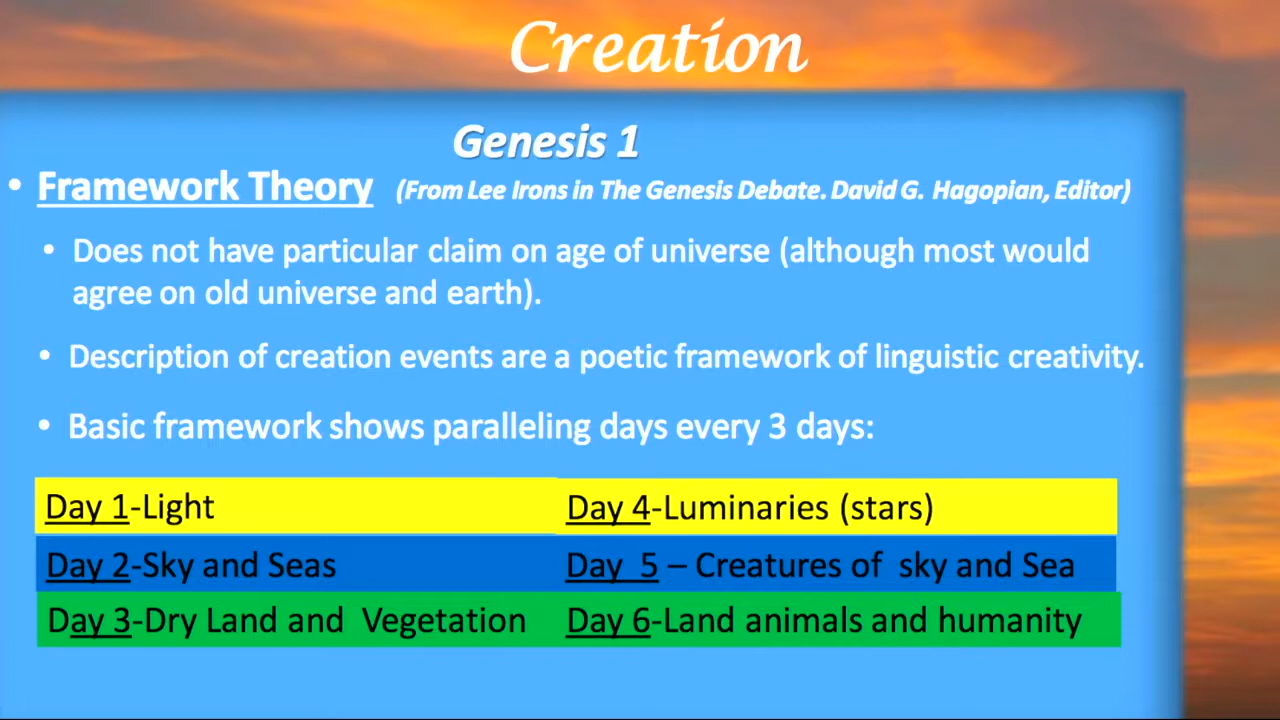 Creation
Genesis 1
• Framework Theory (From Lee Irons in The Genesis Debate. David G. Hagopian, Editor)
• Does not have particular claim on age of universe (although most would
agree on old universe and earth).
• Description of creation events are a poetic framework of linguistic creativity.
• Basic framework shows paralleling days every 3 days:
Day 1-Light Day 4-Luminaries (stars)
Day 2-Sky and Seas Day 5 – Creatures of sky and Sea
Day 3-Dry Land and Vegetation Day 6-Land animals and humanity